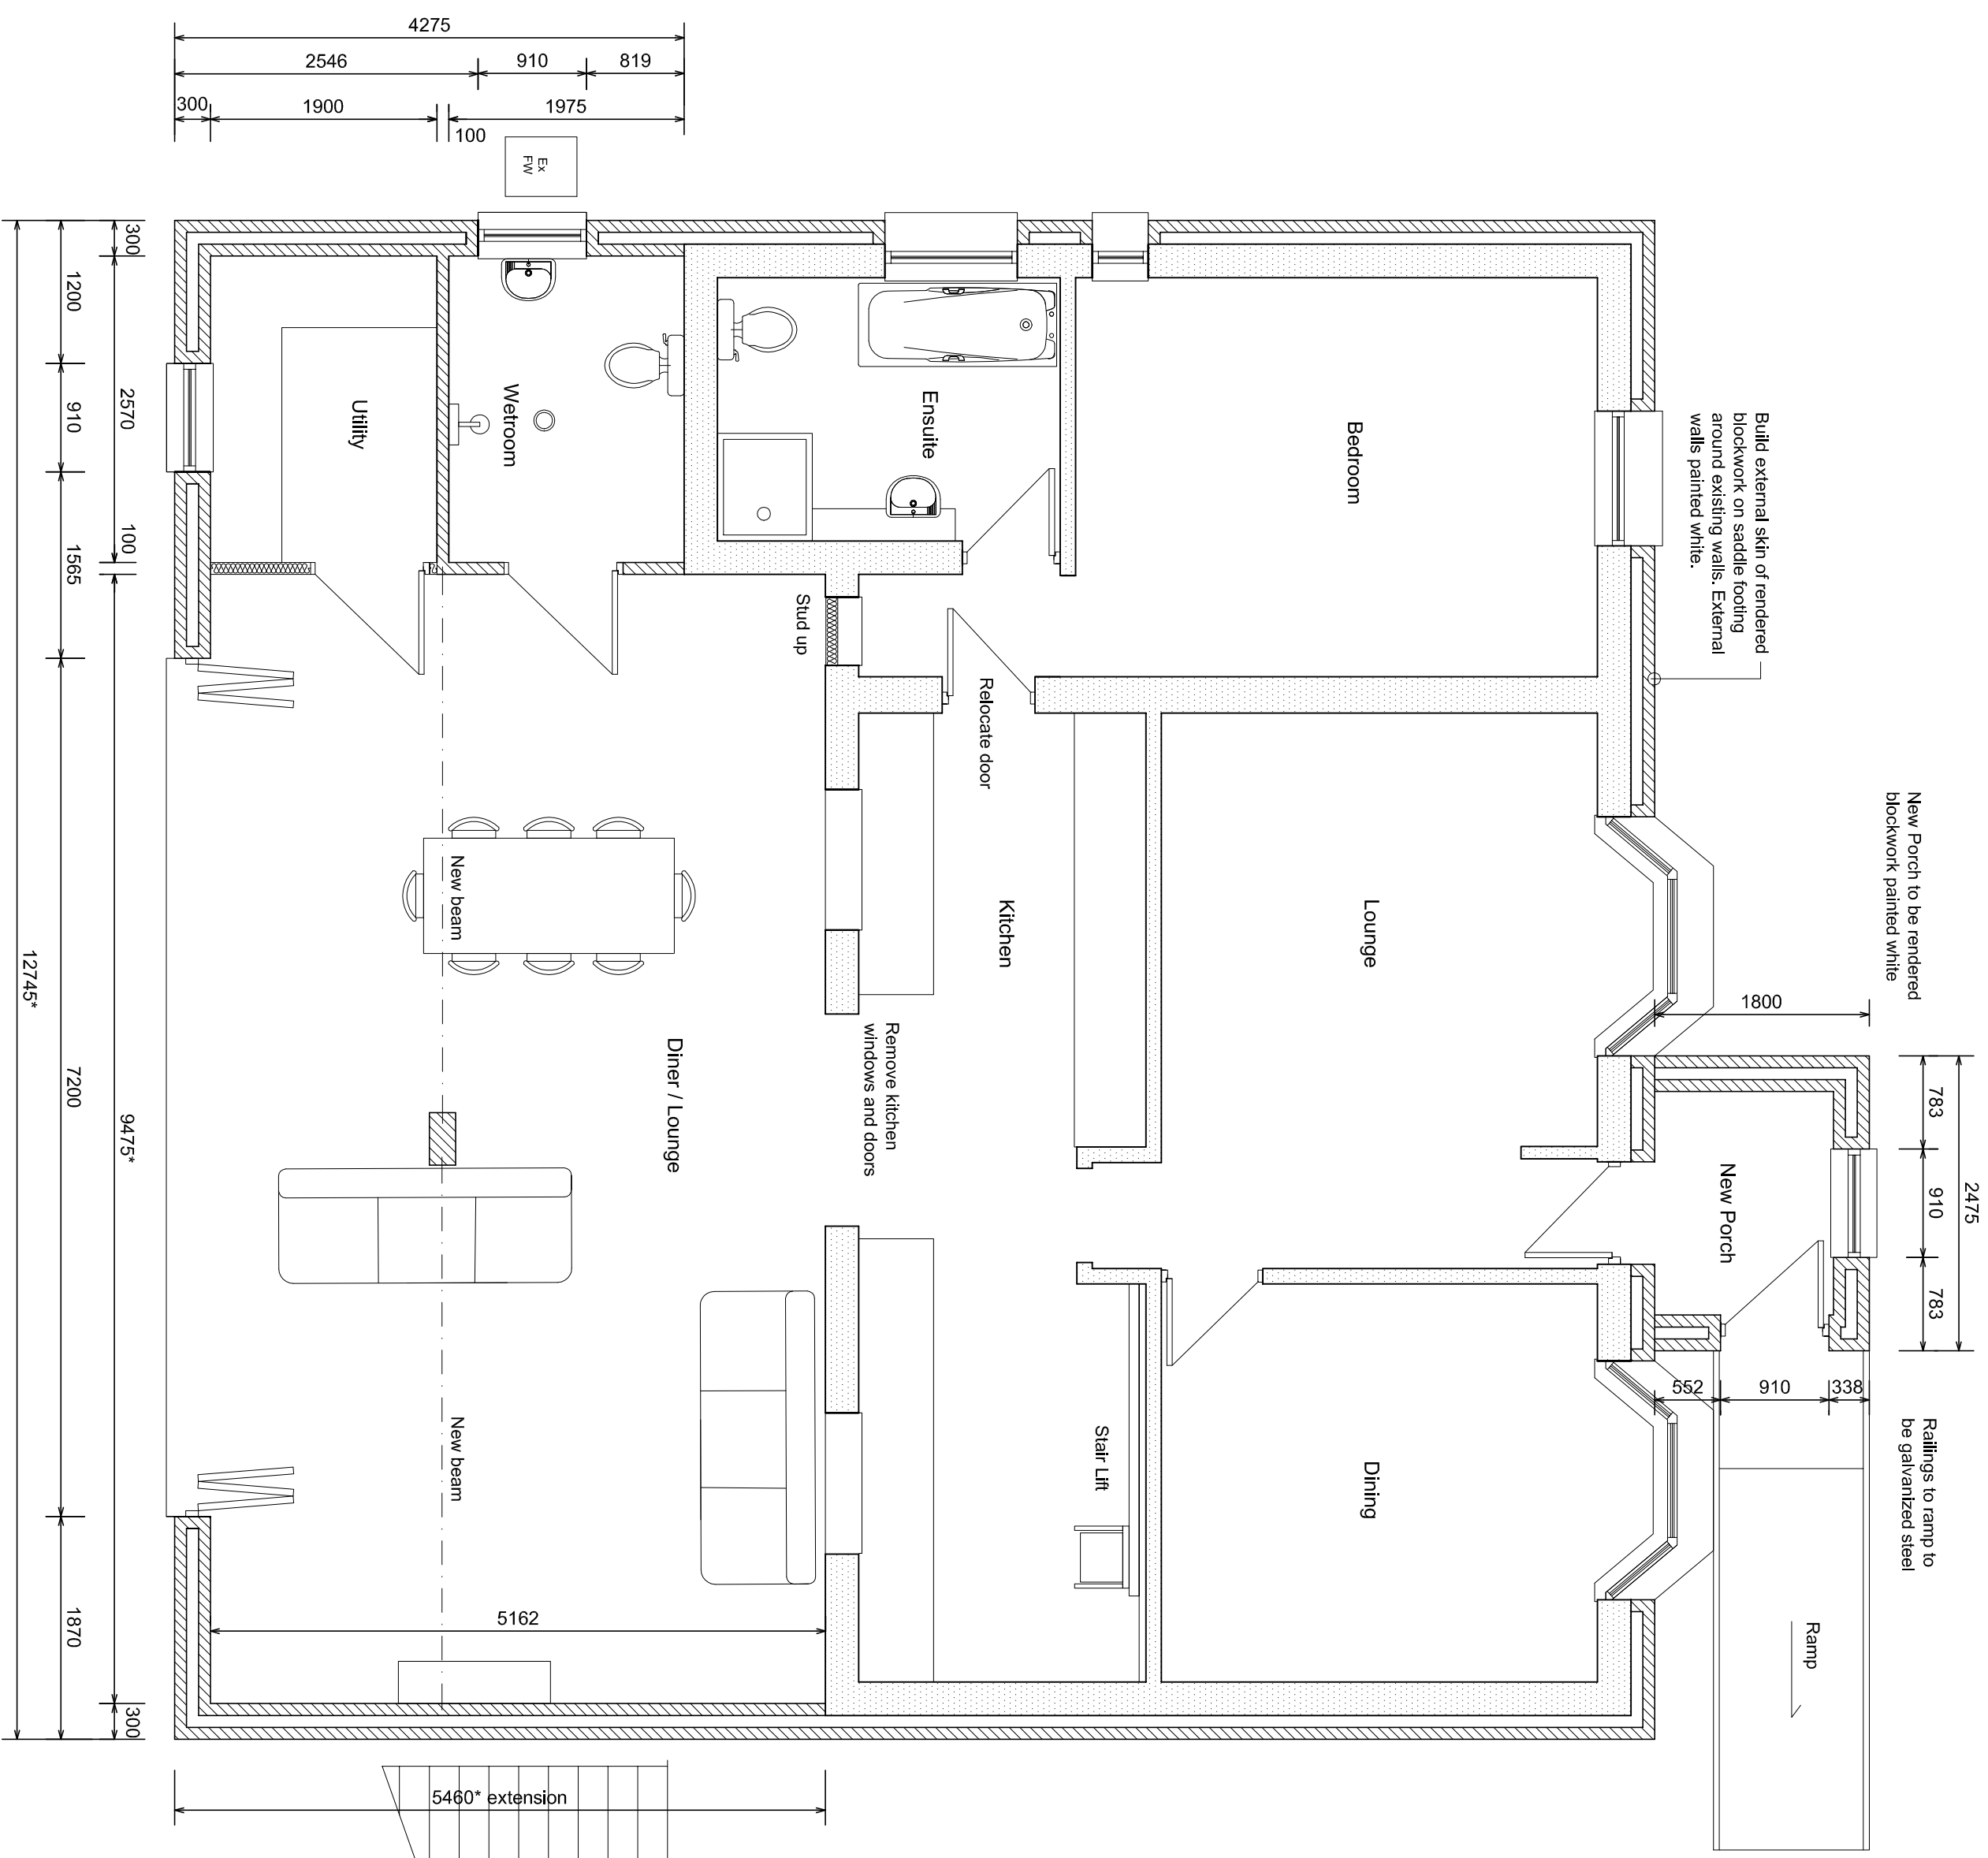 4275
2546
910
819
300
1900
1975
100
Ex
FW
Build external skin of rendered
blockwork on saddle footing
around existing walls. External
walls painted white.
New Porch to be rendered
blockwork painted white
1800
783
910
783
2475
552
910
338
Railings to ramp to
be galvanized steel
Ramp
New Porch
Bedroom
Lounge
Dining
Ensuite
Wetroom
Utility
Stud up
Relocate door
Kitchen
Remove kitchen
windows and doors
Stair Lift
Diner / Lounge
New beam
New beam
5162
300
2570
100
9475*
300
1200
910
1565
7200
1870
12745*
5460* extension